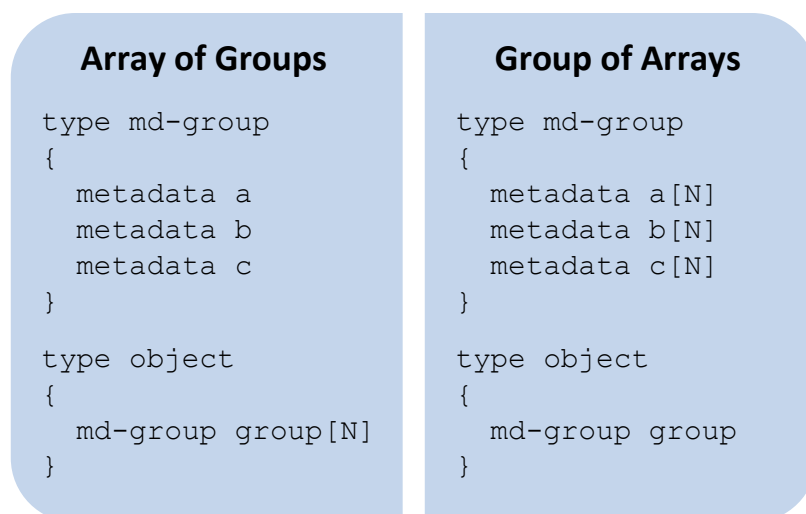 Array of Groups
type md-group
{
  metadata a
  metadata b
  metadata c
}
type object
{
  md-group group[N]
}
Group of Arrays
type md-group
{
  metadata a[N]
  metadata b[N]
  metadata c[N]
}
type object
{
  md-group group
}